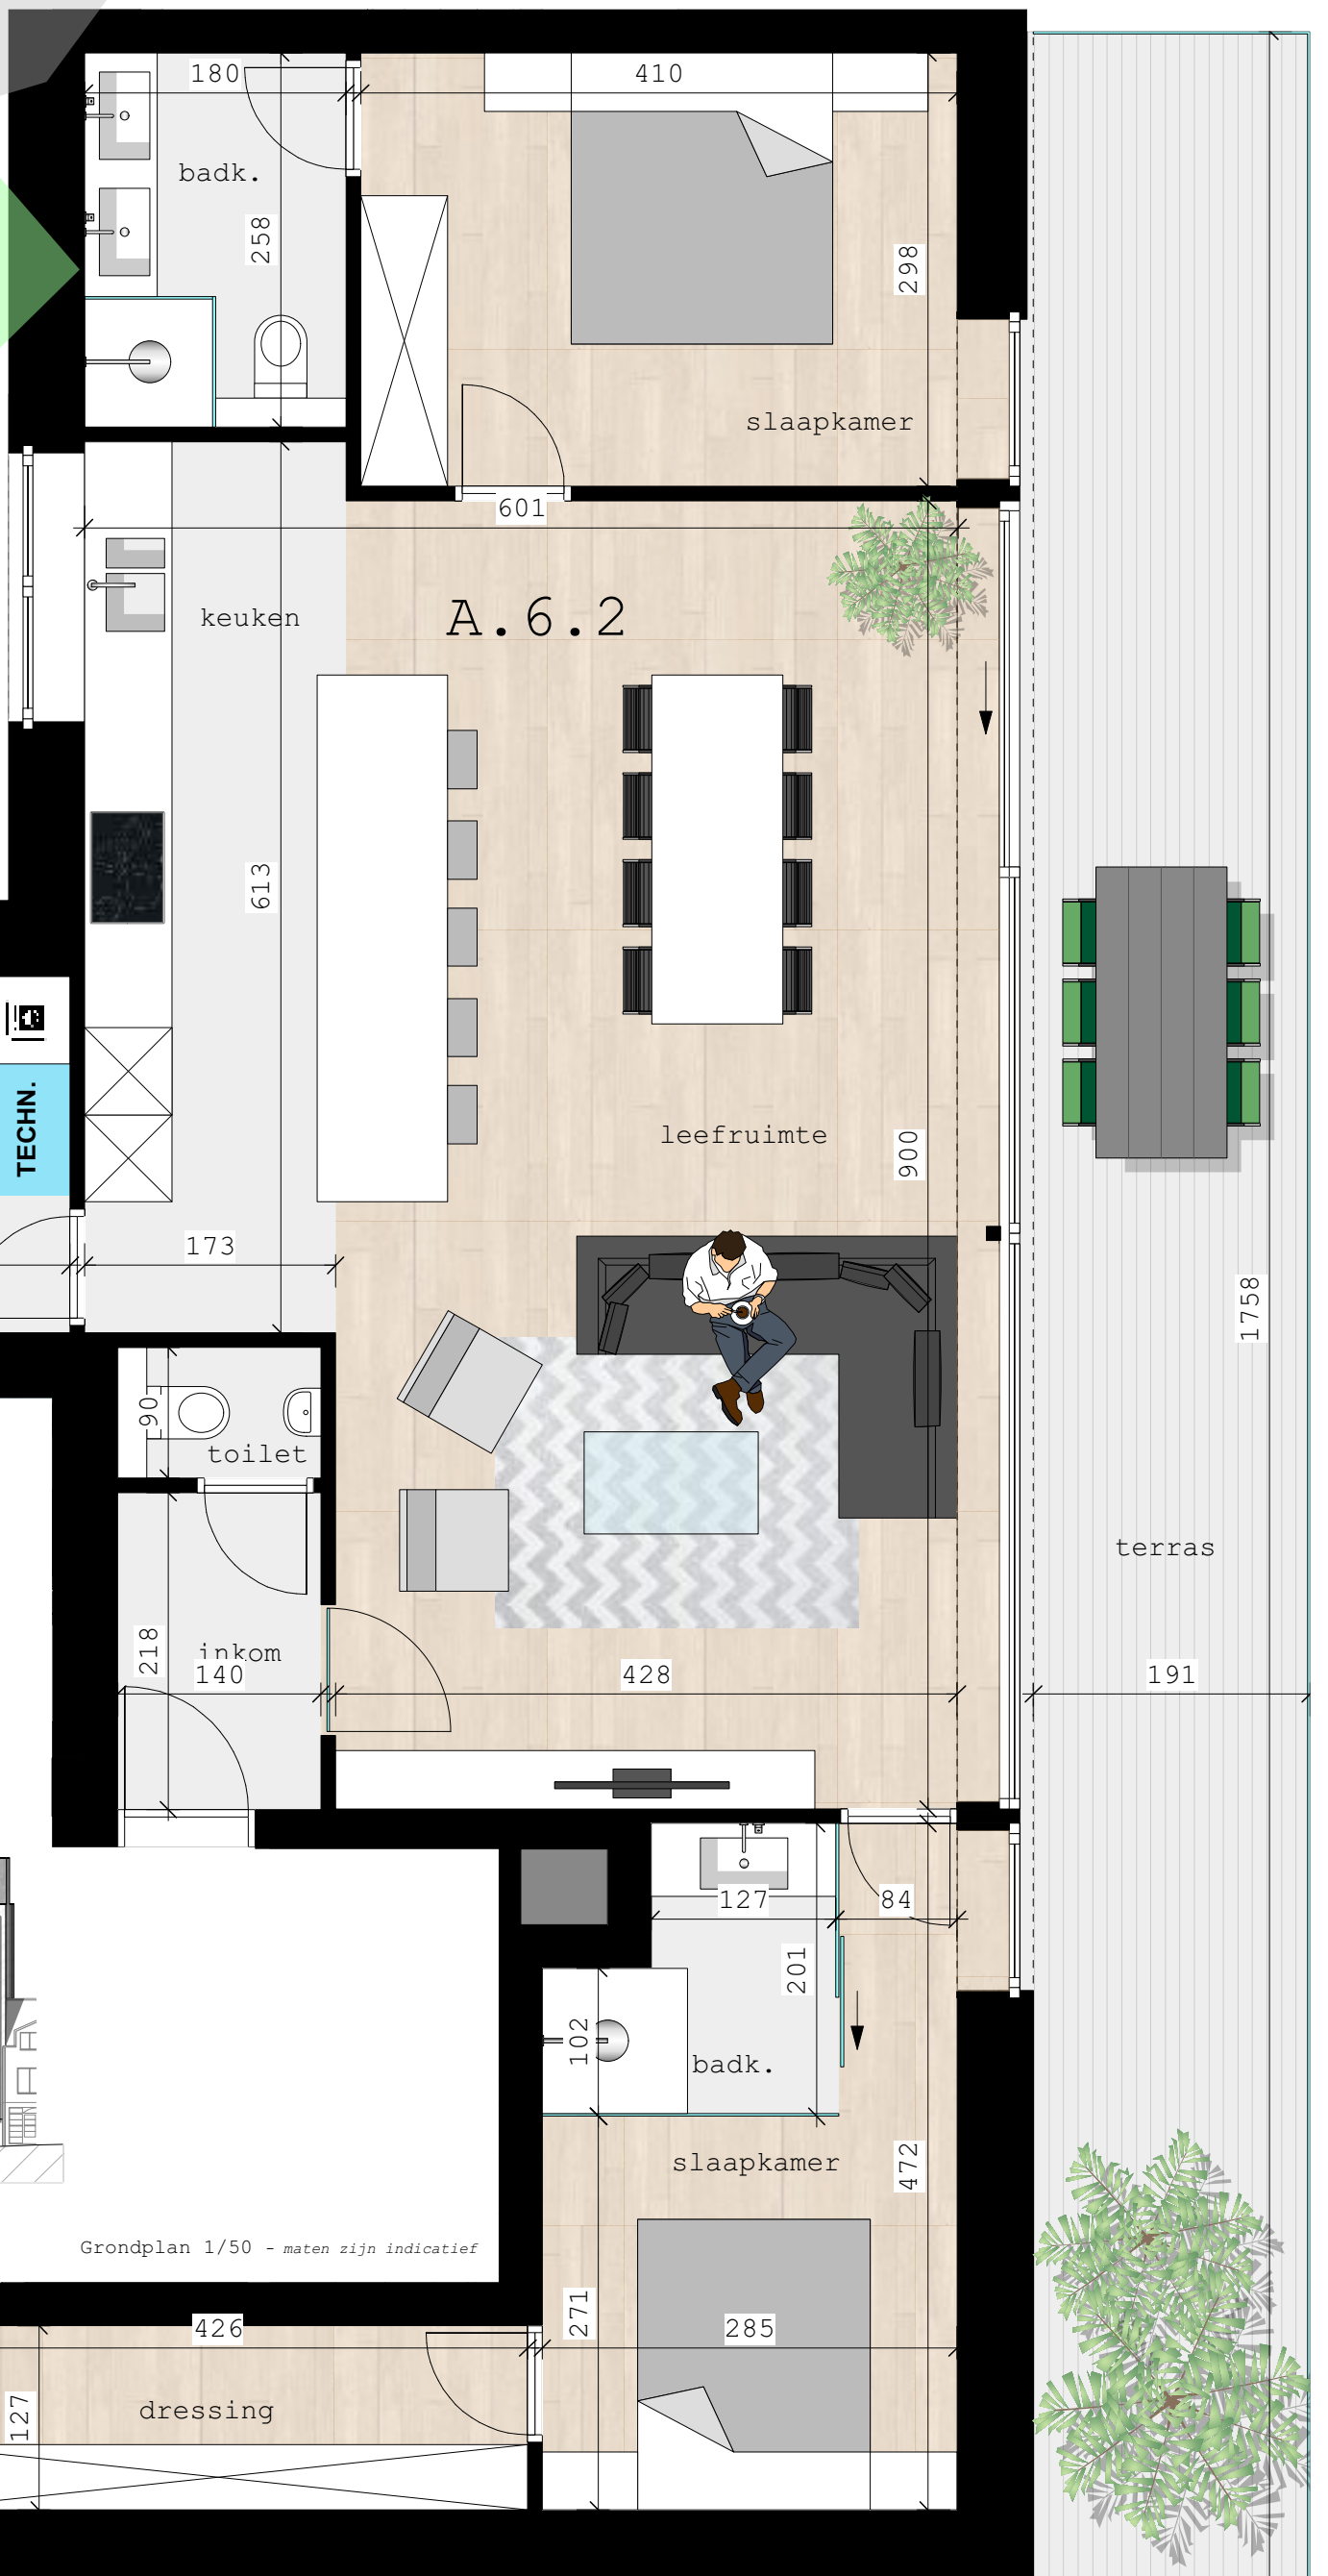 180
410
badk.
258
298
slaapkamer
601
keuken
A.6.2
613
leefruimte
900
TECHN.
173
1758
90
toilet
terras
218
inkom
140
428
191
127
84
201
102
badk.
slaapkamer
472
Grondplan 1/50 - maten zijn indicatief
271
426
285
127
dressing